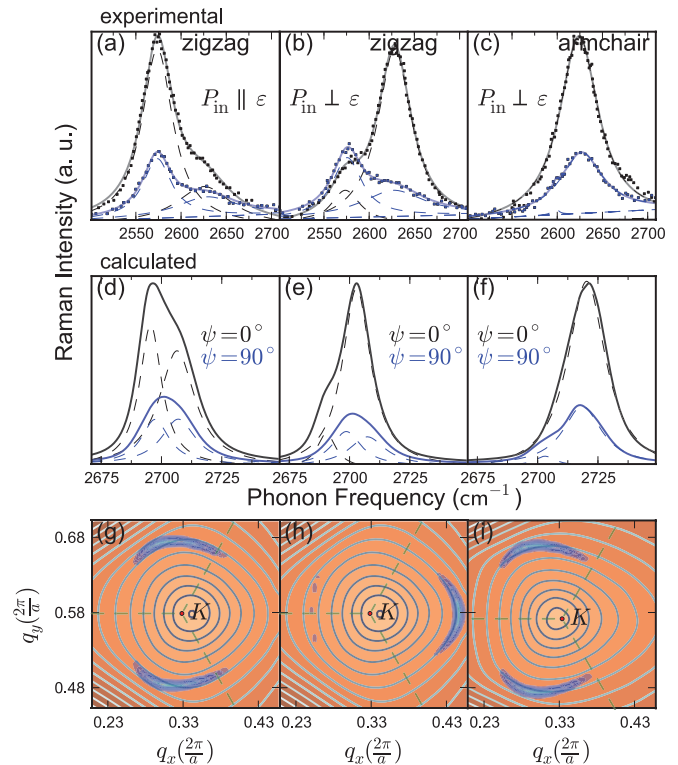 experimental
(a) zigzag (b) zigzag (c) armchair
P_in ∥ ε P_in ⊥ ε P_in ⊥ ε
2550 2600 2650 2700 2550 2600 2650 2700 2550 2600 2650 2700
Raman Intensity (a. u.)
calculated
(d) (e) (f)
ψ=0° ψ=0° ψ=0°
ψ=90° ψ=90° ψ=90°
2675 2700 2725 2675 2700 2725 2675 2700 2725
Phonon Frequency (cm⁻¹)
(g) (h) (i)
0.68
K K K
0.58
0.48
q_y(2π/a)
0.23 0.33 0.43 0.23 0.33 0.43 0.23 0.33 0.43
q_x(2π/a) q_x(2π/a) q_x(2π/a)